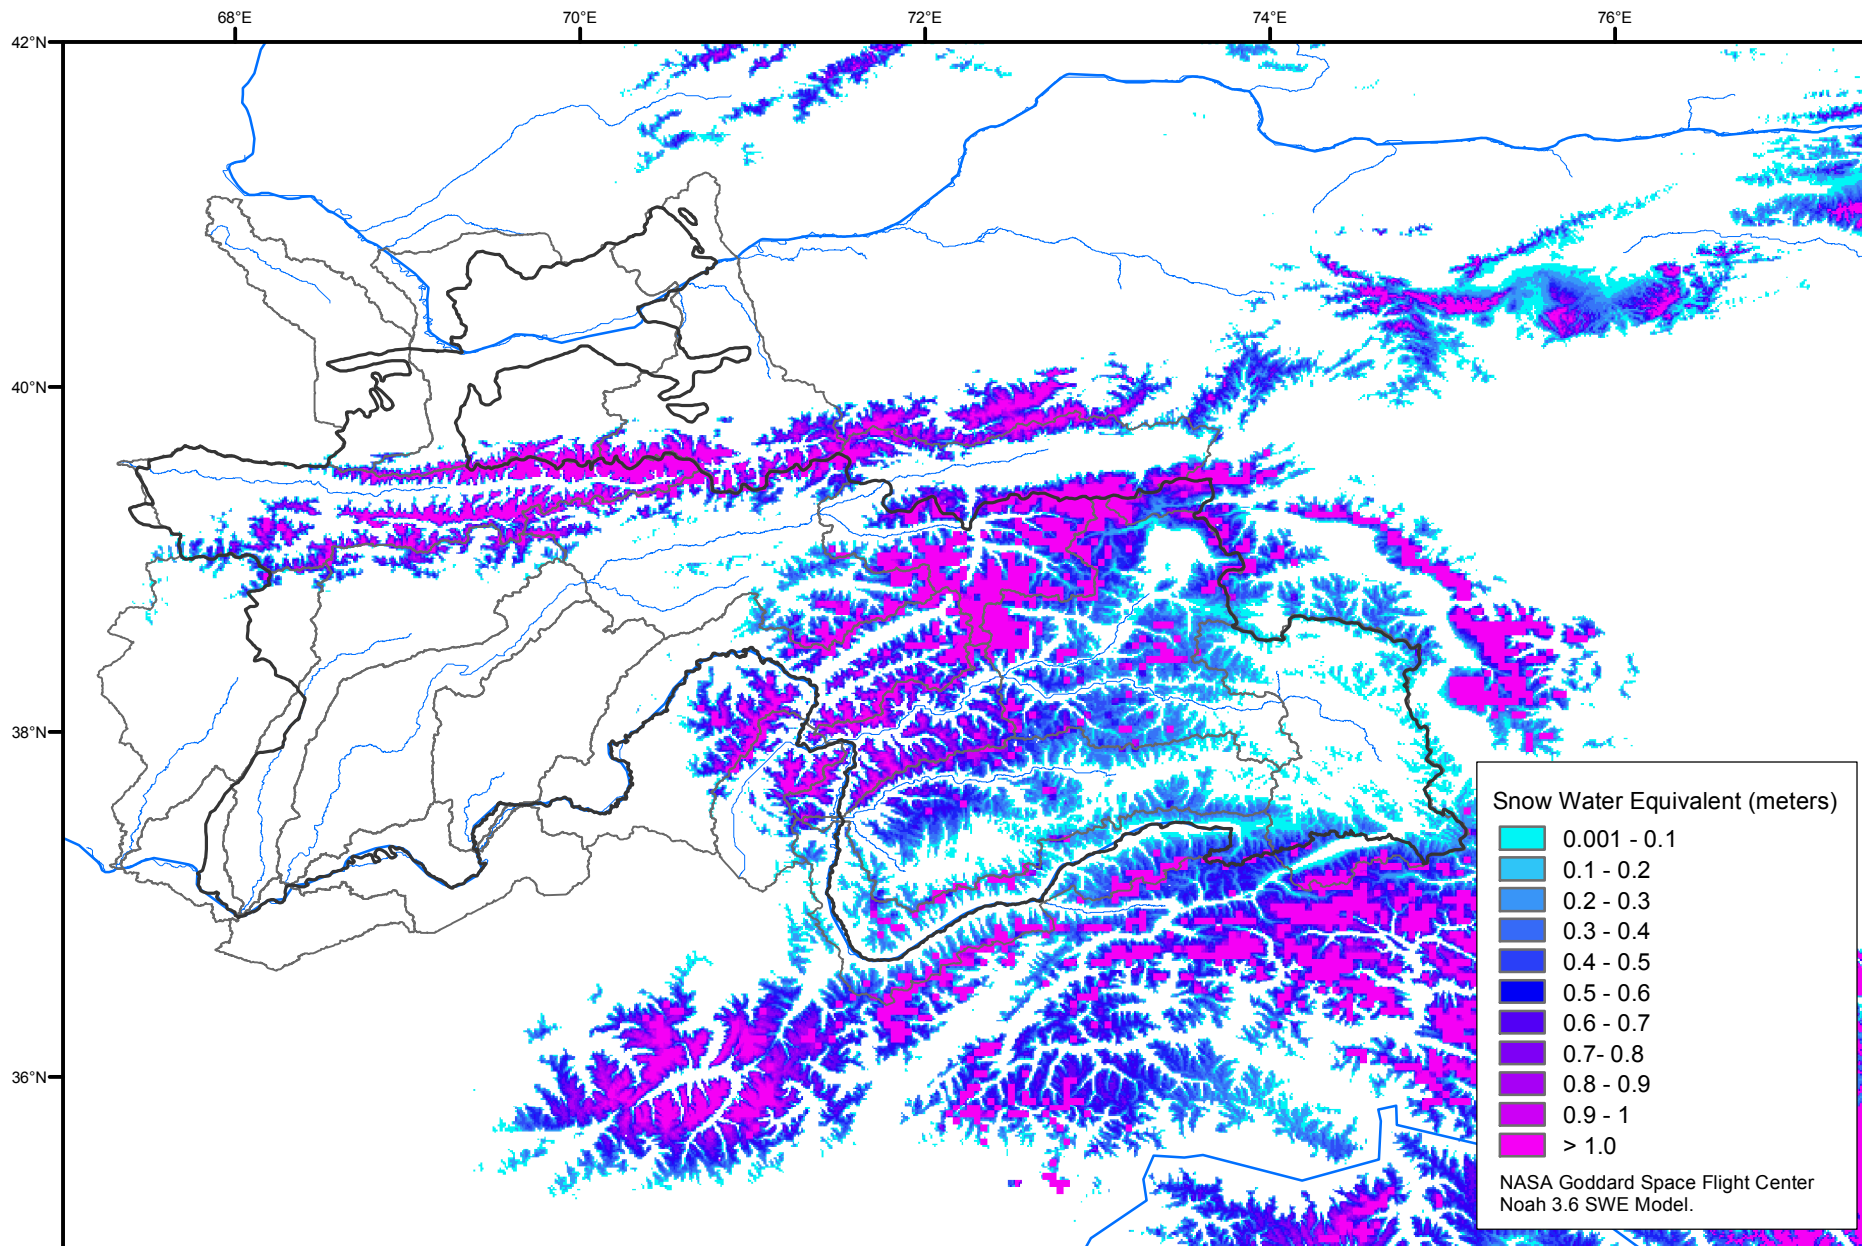 68°E 70°E 72°E 74°E 76°E
42°N
40°N
38°N
36°N
Snow Water Equivalent (meters)
0.001 - 0.1
0.1 - 0.2
0.2 - 0.3
0.3 - 0.4
0.4 - 0.5
0.5 - 0.6
0.6 - 0.7
0.7- 0.8
0.8 - 0.9
0.9 - 1
> 1.0
NASA Goddard Space Flight Center
Noah 3.6 SWE Model.